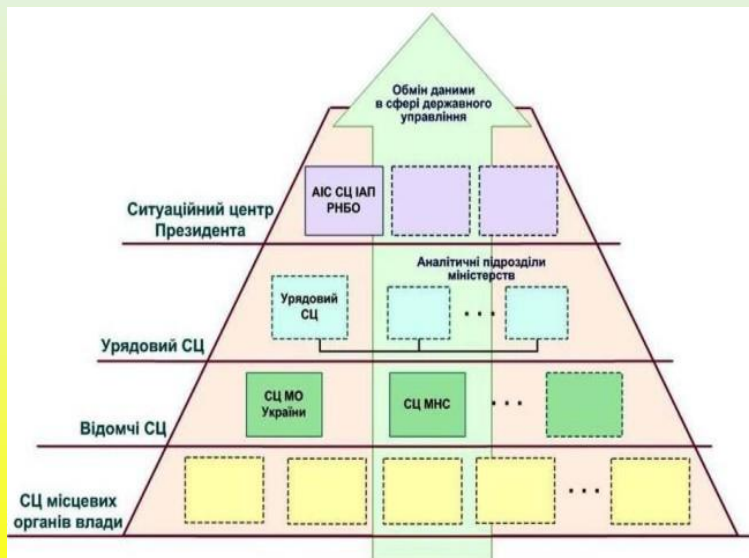 Обмін даними
в сфері державного
управління
АІС СЦ ІАП
РНБО
Ситуаційний центр
Президента
Аналітичні підрозділи
міністерств
Урядовий
СЦ
. . .
Урядовий СЦ
СЦ МО
України
СЦ МНС
. . .
Відомчі СЦ
. . .
СЦ місцевих
органів влади